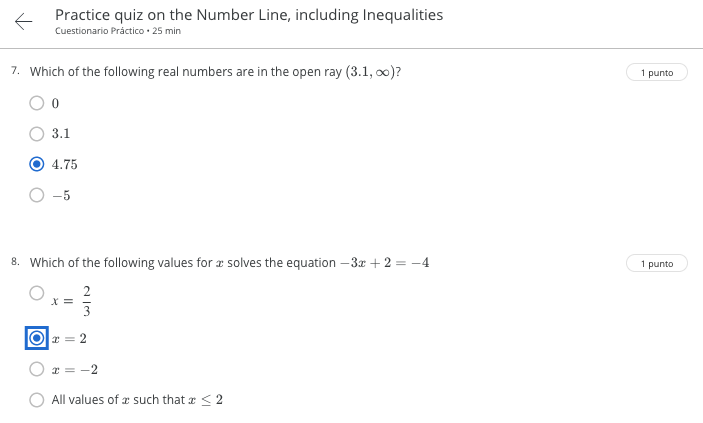 Practice quiz on the Number Line, including Inequalities
Cuestionario Práctico • 25 min
7. Which of the following real numbers are in the open ray (3.1, ∞)?
1 punto
0
3.1
4.75
−5
8. Which of the following values for x solves the equation −3x + 2 = −4
1 punto
x = 2/3
x = 2
x = −2
All values of x such that x ≤ 2